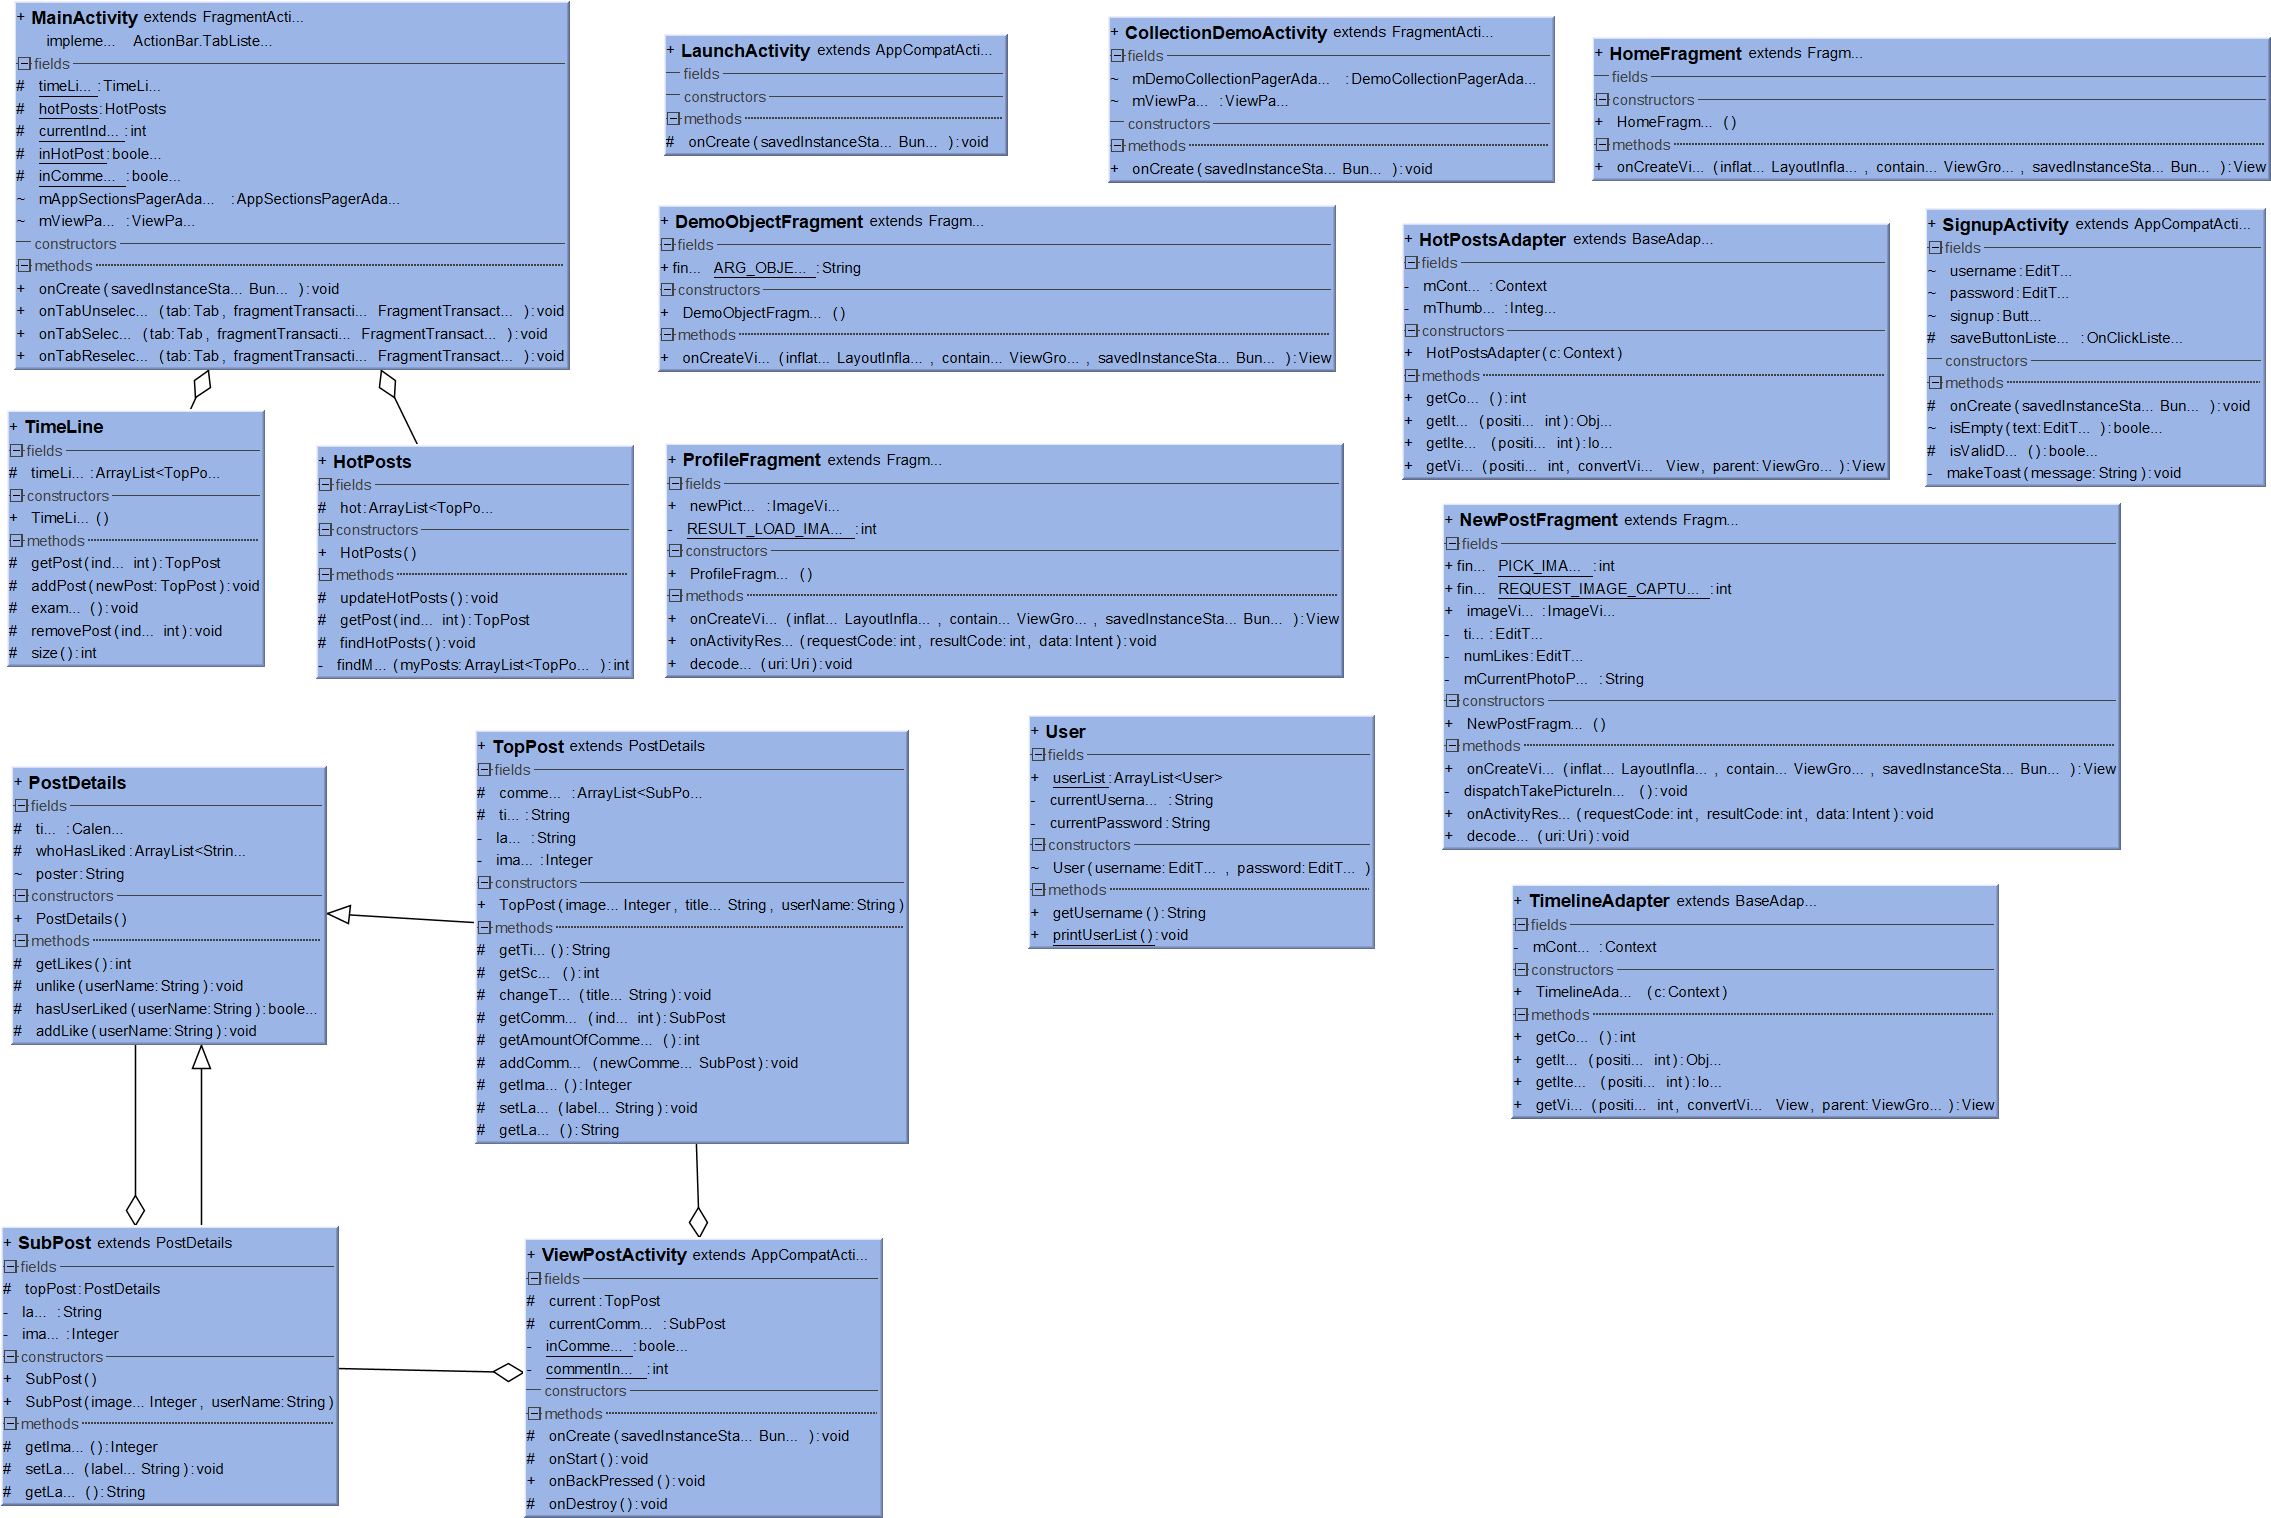 + MainActivity extends FragmentActi...
impleme... ActionBar.TabListe...
fields
# timeLi... :TimeLi...
# hotPosts:HotPosts
# currentInd... :int
# inHotPost:boole...
# inComme... :boole...
~ mAppSectionsPagerAda... :AppSectionsPagerAda...
~ mViewPa... :ViewPa...
constructors
methods
+ onCreate(savedInstanceSta... Bun... ):void
+ onTabUnselec... (tab:Tab, fragmentTransacti... FragmentTransact... ):void
+ onTabSelec... (tab:Tab, fragmentTransacti... FragmentTransact... ):void
+ onTabReselec... (tab:Tab, fragmentTransacti... FragmentTransact... ):void
+ LaunchActivity extends AppCompatActi...
fields
constructors
methods
# onCreate(savedInstanceSta... Bun... ):void
+ CollectionDemoActivity extends FragmentActi...
fields
~ mDemoCollectionPagerAda... :DemoCollectionPagerAda...
~ mViewPa... :ViewPa...
constructors
methods
+ onCreate(savedInstanceSta... Bun... ):void
+ HomeFragment extends Fragm...
fields
constructors
+ HomeFragm... ()
methods
+ onCreateVi... (inflat... LayoutInfla... , contain... ViewGro... , savedInstanceSta... Bun... ):View
+ DemoObjectFragment extends Fragm...
fields
+ fin... ARG_OBJE... :String
constructors
+ DemoObjectFragm... ()
methods
+ onCreateVi... (inflat... LayoutInfla... , contain... ViewGro... , savedInstanceSta... Bun... ):View
+ HotPostsAdapter extends BaseAdap...
fields
- mCont... :Context
- mThumb... :Integ...
constructors
+ HotPostsAdapter(c:Context)
methods
+ getCo... ():int
+ getIt... (positi... int):Obj...
+ getIte... (positi... int):lo...
+ getVi... (positi... int, convertVi... View, parent:ViewGro... ):View
+ SignupActivity extends AppCompatActi...
fields
~ username:EditT...
~ password:EditT...
~ signup:Butt...
# saveButtonListe... :OnClickListe...
constructors
methods
# onCreate(savedInstanceSta... Bun... ):void
~ isEmpty(text:EditT... ):boole...
# isValidD... ():boole...
- makeToast(message:String):void
+ TimeLine
fields
# timeLi... :ArrayList<TopPo...
constructors
+ TimeLi... ()
methods
# getPost(ind... int):TopPost
# addPost(newPost:TopPost):void
# exam... ():void
# removePost(ind... int):void
# size():int
+ HotPosts
fields
# hot:ArrayList<TopPo...
constructors
+ HotPosts()
methods
# updateHotPosts():void
# getPost(ind... int):TopPost
# findHotPosts():void
- findM... (myPosts:ArrayList<TopPo... ):int
+ ProfileFragment extends Fragm...
fields
+ newPict... :ImageVi...
- RESULT_LOAD_IMA... :int
constructors
+ ProfileFragm... ()
methods
+ onCreateVi... (inflat... LayoutInfla... , contain... ViewGro... , savedInstanceSta... Bun... ):View
+ onActivityRes... (requestCode:int, resultCode:int, data:Intent):void
+ decode... (uri:Uri):void
+ NewPostFragment extends Fragm...
fields
+ fin... PICK_IMA... :int
+ fin... REQUEST_IMAGE_CAPTU... :int
+ imageVi... :ImageVi...
- ti... :EditT...
- numLikes:EditT...
- mCurrentPhotoP... :String
constructors
+ NewPostFragm... ()
methods
+ onCreateVi... (inflat... LayoutInfla... , contain... ViewGro... , savedInstanceSta... Bun... ):View
- dispatchTakePictureIn... ():void
+ onActivityRes... (requestCode:int, resultCode:int, data:Intent):void
+ decode... (uri:Uri):void
+ PostDetails
fields
# ti... :Calen...
# whoHasLiked:ArrayList<Strin...
~ poster:String
constructors
+ PostDetails()
methods
# getLikes():int
# unlike(userName:String):void
# hasUserLiked(userName:String):boole...
# addLike(userName:String):void
+ TopPost extends PostDetails
fields
# comme... :ArrayList<SubPo...
# ti... :String
- la... :String
- ima... :Integer
constructors
+ TopPost(image... Integer, title... String, userName:String)
methods
# getTi... ():String
# getSc... ():int
# changeT... (title... String):void
# getComm... (ind... int):SubPost
# getAmountOfComme... ():int
# addComm... (newComme... SubPost):void
# getIma... ():Integer
# setLa... (label... String):void
# getLa... ():String
+ User
fields
+ userList:ArrayList<User>
- currentUserna... :String
- currentPassword:String
constructors
~ User(username:EditT... , password:EditT... )
methods
+ getUsername():String
+ printUserList():void
+ TimelineAdapter extends BaseAdap...
fields
- mCont... :Context
constructors
+ TimelineAda... (c:Context)
methods
+ getCo... ():int
+ getIt... (positi... int):Obj...
+ getIte... (positi... int):lo...
+ getVi... (positi... int, convertVi... View, parent:ViewGro... ):View
+ SubPost extends PostDetails
fields
# topPost:PostDetails
- la... :String
- ima... :Integer
constructors
+ SubPost()
+ SubPost(image... Integer, userName:String)
methods
# getIma... ():Integer
# setLa... (label... String):void
# getLa... ():String
+ ViewPostActivity extends AppCompatActi...
fields
# current:TopPost
# currentComm... :SubPost
- inComme... :boole...
- commentIn... :int
constructors
methods
# onCreate(savedInstanceSta... Bun... ):void
# onStart():void
+ onBackPressed():void
# onDestroy():void